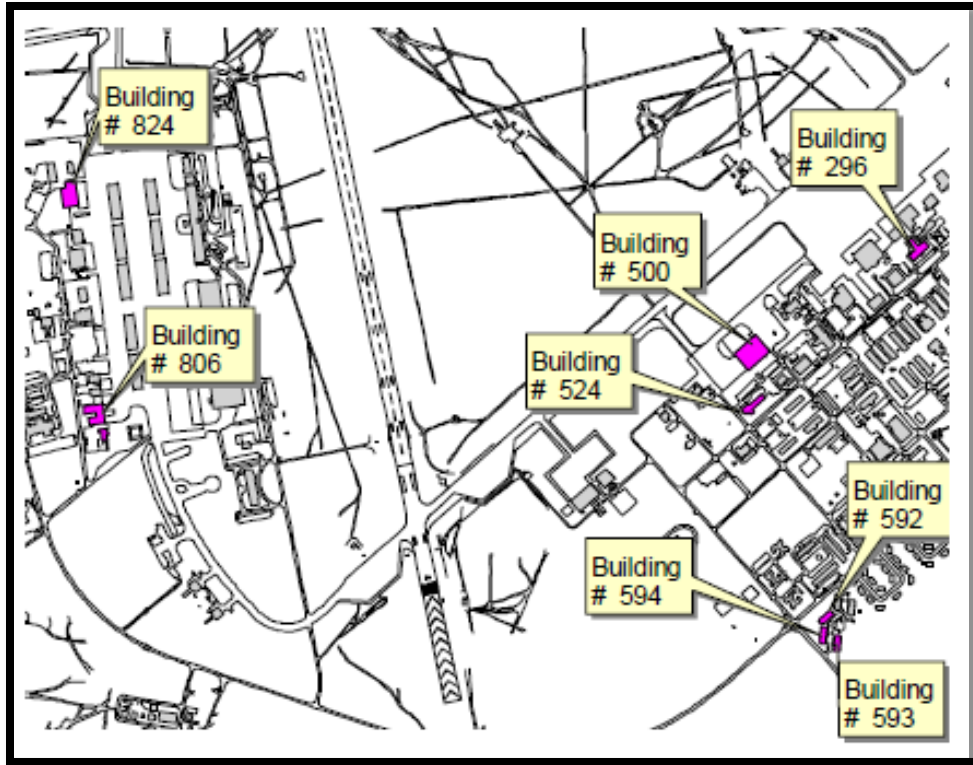 Building
# 824
Building
# 296
Building
# 500
Building
# 806
Building
# 524
Building
# 592
Building
# 594
Building
# 593